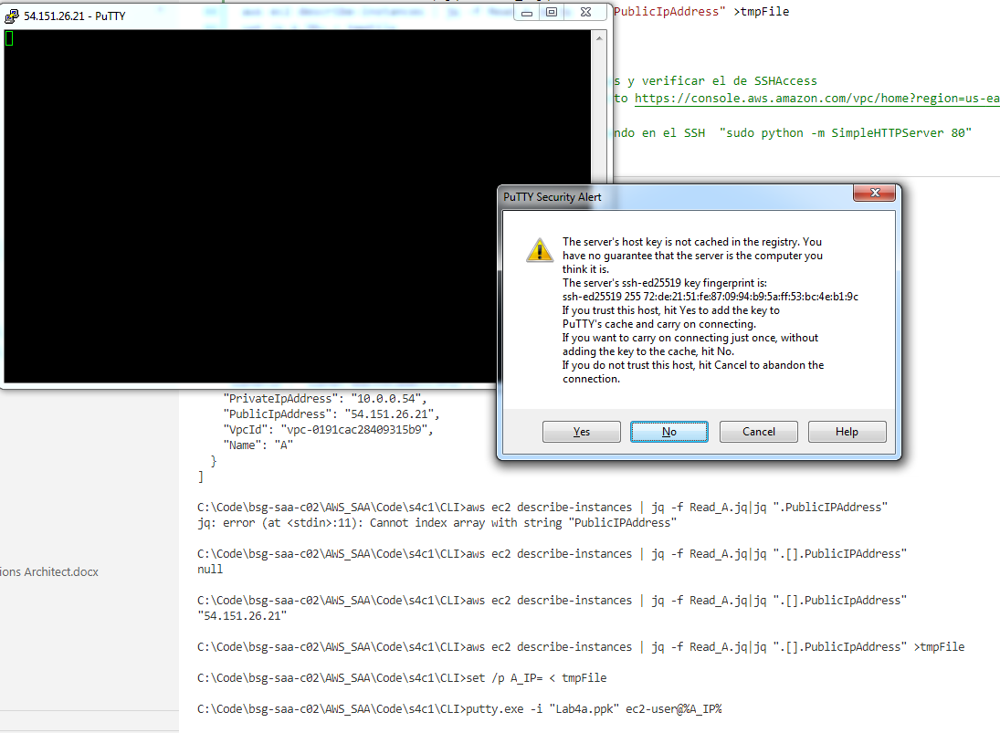 54.151.26.21 - PuTTY
PublicIpAddress" >tmpFile
s y verificar el de SSHAccess
to https://console.aws.amazon.com/vpc/home?region=us-ea
ndo en el SSH  "sudo python -m SimpleHTTPServer 80"
PuTTY Security Alert
The server's host key is not cached in the registry. You
have no guarantee that the server is the computer you
think it is.
The server's ssh-ed25519 key fingerprint is:
ssh-ed25519 255 72:de:21:51:fe:87:09:94:b9:5a:ff:53:bc:4e:b1:9c
If you trust this host, hit Yes to add the key to
PuTTY's cache and carry on connecting.
If you want to carry on connecting just once, without
adding the key to the cache, hit No.
If you do not trust this host, hit Cancel to abandon the
connection.
Yes No Cancel Help
"PrivateIpAddress": "10.0.0.54",
"PublicIpAddress": "54.151.26.21",
"VpcId": "vpc-0191cac28409315b9",
"Name": "A"
}
]
C:\Code\bsg-saa-c02\AWS_SAA\Code\s4c1\CLI>aws ec2 describe-instances | jq -f Read_A.jq|jq ".PublicIPAddress"
jq: error (at <stdin>:11): Cannot index array with string "PublicIPAddress"
C:\Code\bsg-saa-c02\AWS_SAA\Code\s4c1\CLI>aws ec2 describe-instances | jq -f Read_A.jq|jq ".[].PublicIPAddress"
null
ions Architect.docx
C:\Code\bsg-saa-c02\AWS_SAA\Code\s4c1\CLI>aws ec2 describe-instances | jq -f Read_A.jq|jq ".[].PublicIpAddress"
"54.151.26.21"
C:\Code\bsg-saa-c02\AWS_SAA\Code\s4c1\CLI>aws ec2 describe-instances | jq -f Read_A.jq|jq ".[].PublicIpAddress" >tmpFile
C:\Code\bsg-saa-c02\AWS_SAA\Code\s4c1\CLI>set /p A_IP= < tmpFile
C:\Code\bsg-saa-c02\AWS_SAA\Code\s4c1\CLI>putty.exe -i "Lab4a.ppk" ec2-user@%A_IP%